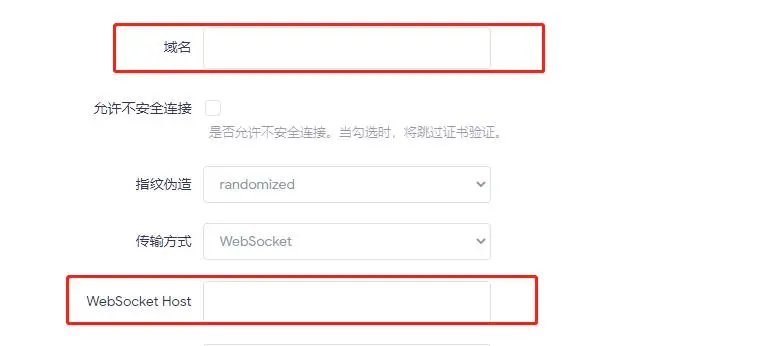 域名
允许不安全连接
是否允许不安全连接。当勾选时，将跳过证书验证。
指纹伪造 randomized
传输方式 WebSocket
WebSocket Host